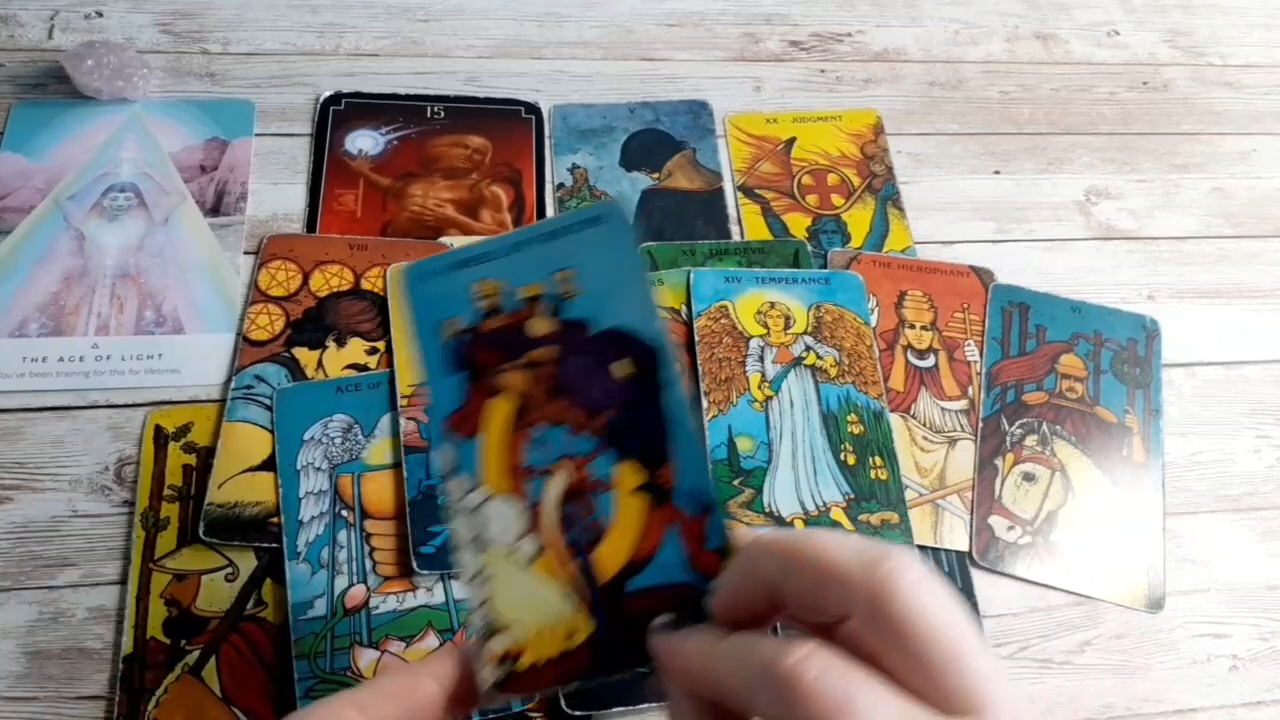 15
V
XX - JUDGMENT
VIII
XV - THE DEVIL
V - THE HIEROPHANT
RS
XIV - TEMPERANCE
VI
THE AGE OF LIGHT
You've been training for this for lifetimes
ACE OF